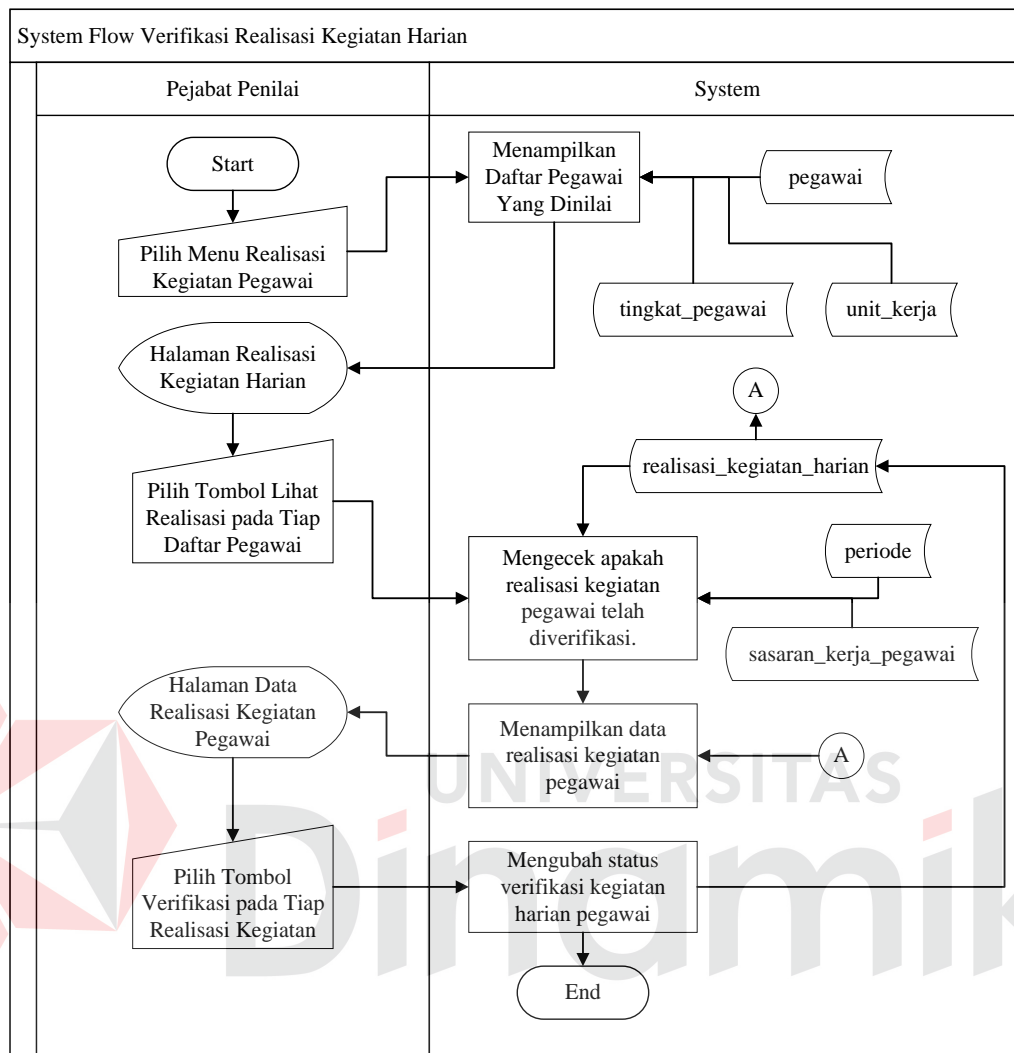 System Flow Verifikasi Realisasi Kegiatan Harian
Pejabat Penilai
System
Start
Menampilkan
Daftar Pegawai
Yang Dinilai
pegawai
Pilih Menu Realisasi
Kegiatan Pegawai
tingkat_pegawai
unit_kerja
Halaman Realisasi
Kegiatan Harian
A
realisasi_kegiatan_harian
Pilih Tombol Lihat
Realisasi pada Tiap
Daftar Pegawai
Mengecek apakah
realisasi kegiatan
pegawai telah
diverifikasi.
periode
sasaran_kerja_pegawai
Halaman Data
Realisasi Kegiatan
Pegawai
Menampilkan data
realisasi kegiatan
pegawai
A
UNIVERSITAS
Dinamik
Pilih Tombol
Verifikasi pada Tiap
Realisasi Kegiatan
Mengubah status
verifikasi kegiatan
harian pegawai
End